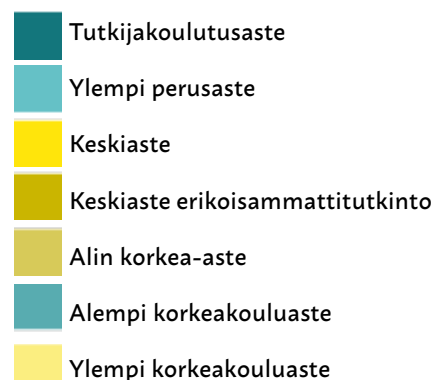 Tutkijakoulutusaste
Ylempi perusaste
Keskiaste
Keskiaste erikoisammattitutkinto
Alin korkea-aste
Alempi korkeakouluaste
Ylempi korkeakouluaste